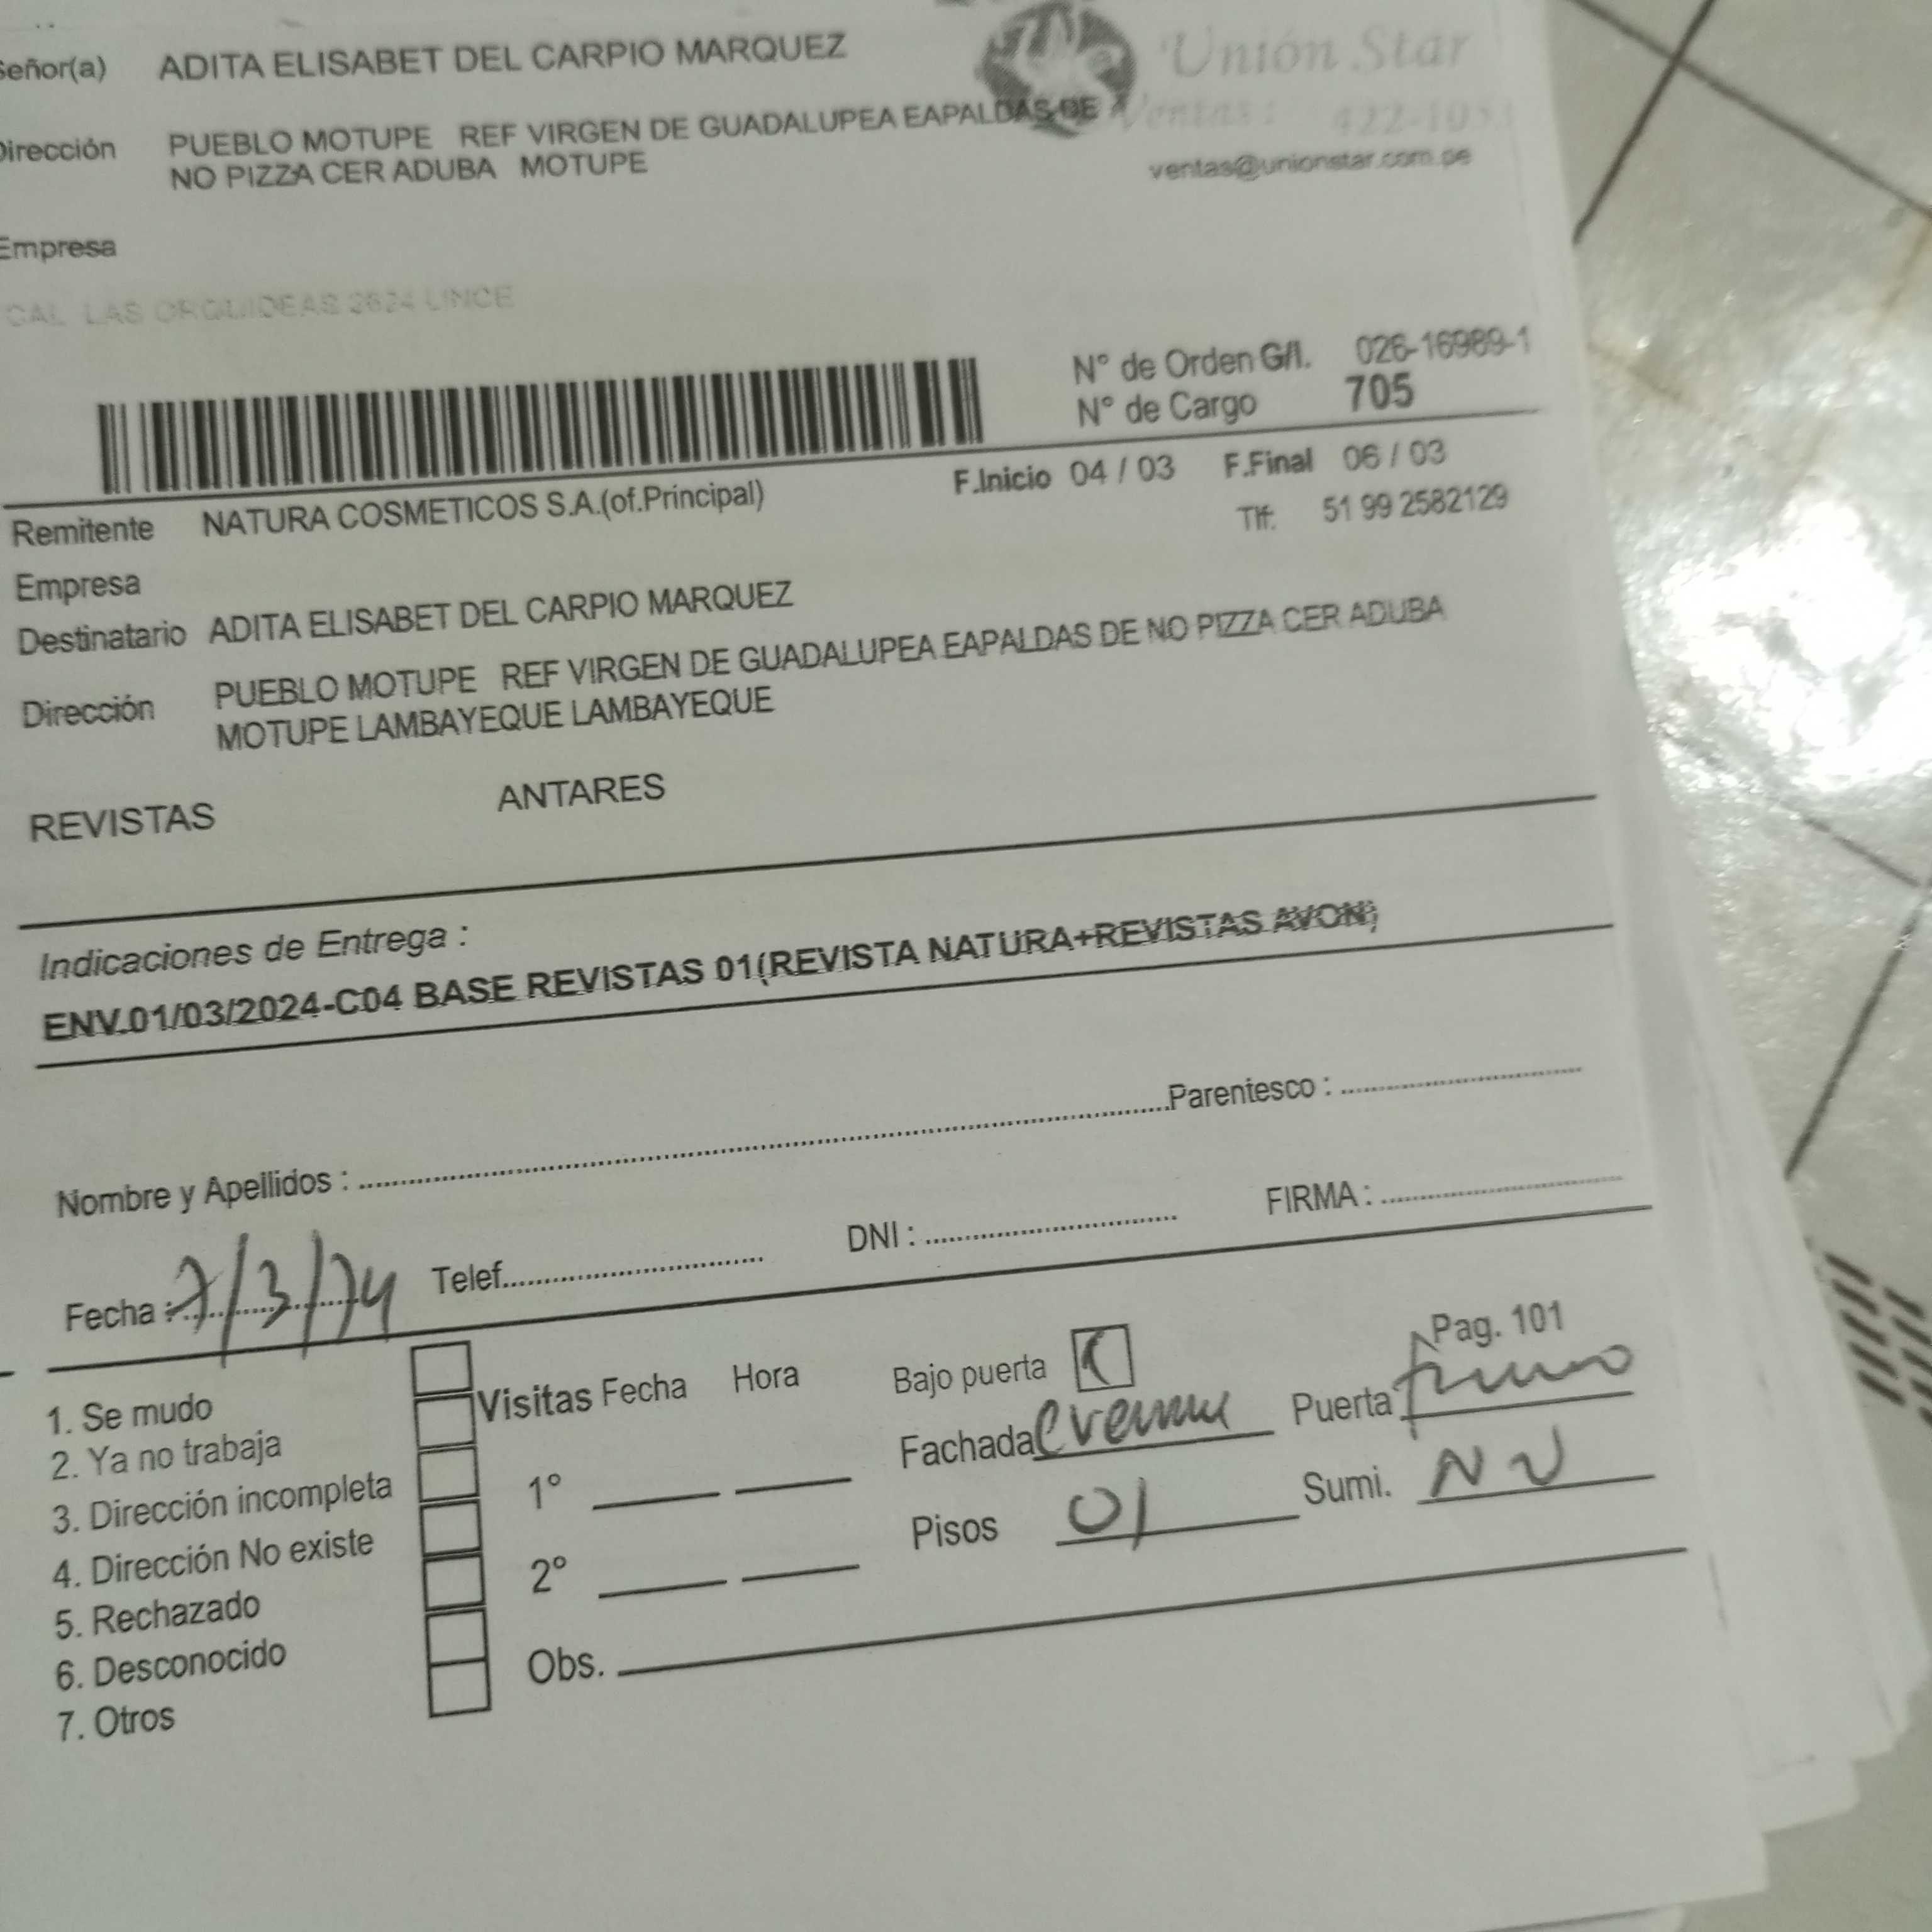 Señor(a) ADITA ELISABET DEL CARPIO MARQUEZ
Unión Star
Dirección PUEBLO MOTUPE REF VIRGEN DE GUADALUPEA EAPALDAS DE
Ventas: 422-1053
NO PIZZA CER ADUBA MOTUPE
ventas@unionstar.com.pe
Empresa
CAL LAS ORQUIDEAS 2624 LINCE
N° de Orden G/I. 026-16989-1
N° de Cargo 705
F.Inicio 04 / 03 F.Final 06 / 03
Remitente NATURA COSMETICOS S.A.(of.Principal) Tlf: 51 99 2582129
Empresa
Destinatario ADITA ELISABET DEL CARPIO MARQUEZ
Dirección PUEBLO MOTUPE REF VIRGEN DE GUADALUPEA EAPALDAS DE NO PIZZA CER ADUBA
MOTUPE LAMBAYEQUE LAMBAYEQUE
REVISTAS ANTARES
Indicaciones de Entrega :
ENV.01/03/2024-C04 BASE REVISTAS 01(REVISTA NATURA+REVISTAS AVON)
Nombre y Apellidos : Parentesco :
Fecha : 7/3/24 Telef. DNI : FIRMA :
Pag. 101
1. Se mudo
2. Ya no trabaja
3. Dirección incompleta
4. Dirección No existe
5. Rechazado
6. Desconocido
7. Otros
Visitas Fecha Hora
1°
2°
Obs.
Bajo puerta
Fachada Puerta
Pisos 01 Sumi.